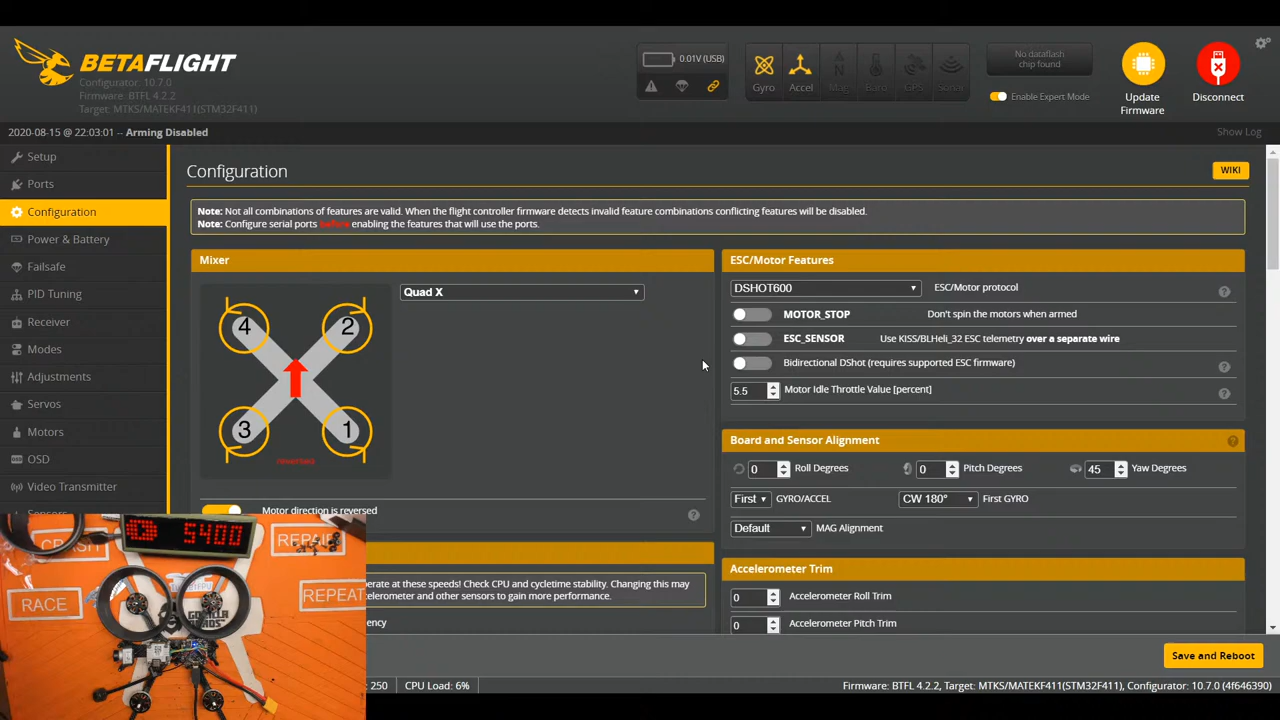 BETAFLIGHT
Configurator: 10.7.0
Firmware: BTFL 4.2.2
Target: MTKS/MATEKF411(STM32F411)
0.01V (USB)
Gyro
Accel
Mag
Baro
GPS
Sonar
No dataflash
chip found
Enable Expert Mode
Update
Firmware
Disconnect
2020-08-15 @ 22:03:01 -- Arming Disabled
Show Log
Setup
Ports
Configuration
Power & Battery
Failsafe
PID Tuning
Receiver
Modes
Adjustments
Servos
Motors
OSD
Video Transmitter
Sensors
Configuration
WIKI
Note: Not all combinations of features are valid. When the flight controller firmware detects invalid feature combinations conflicting features will be disabled.
Note: Configure serial ports before enabling the features that will use the ports.
Mixer
Quad X
4
2
3
1
Motor direction is reversed
ESC/Motor Features
DSHOT600 ESC/Motor protocol
MOTOR_STOP Don't spin the motors when armed
ESC_SENSOR Use KISS/BLHeli_32 ESC telemetry over a separate wire
Bidirectional DShot (requires supported ESC firmware)
5.5 Motor Idle Throttle Value [percent]
Board and Sensor Alignment
0 Roll Degrees 0 Pitch Degrees 45 Yaw Degrees
First GYRO/ACCEL CW 180° First GYRO
Default MAG Alignment
Accelerometer Trim
0 Accelerometer Roll Trim
0 Accelerometer Pitch Trim
erate at these speeds! Check CPU and cycletime stability. Changing this may
celerometer and other sensors to gain more performance.
ency
CRASH
5400
REPAIR
RACE
REPEAT
Save and Reboot
250
CPU Load: 6%
Firmware: BTFL 4.2.2, Target: MTKS/MATEKF411(STM32F411), Configurator: 10.7.0 (4f646390)